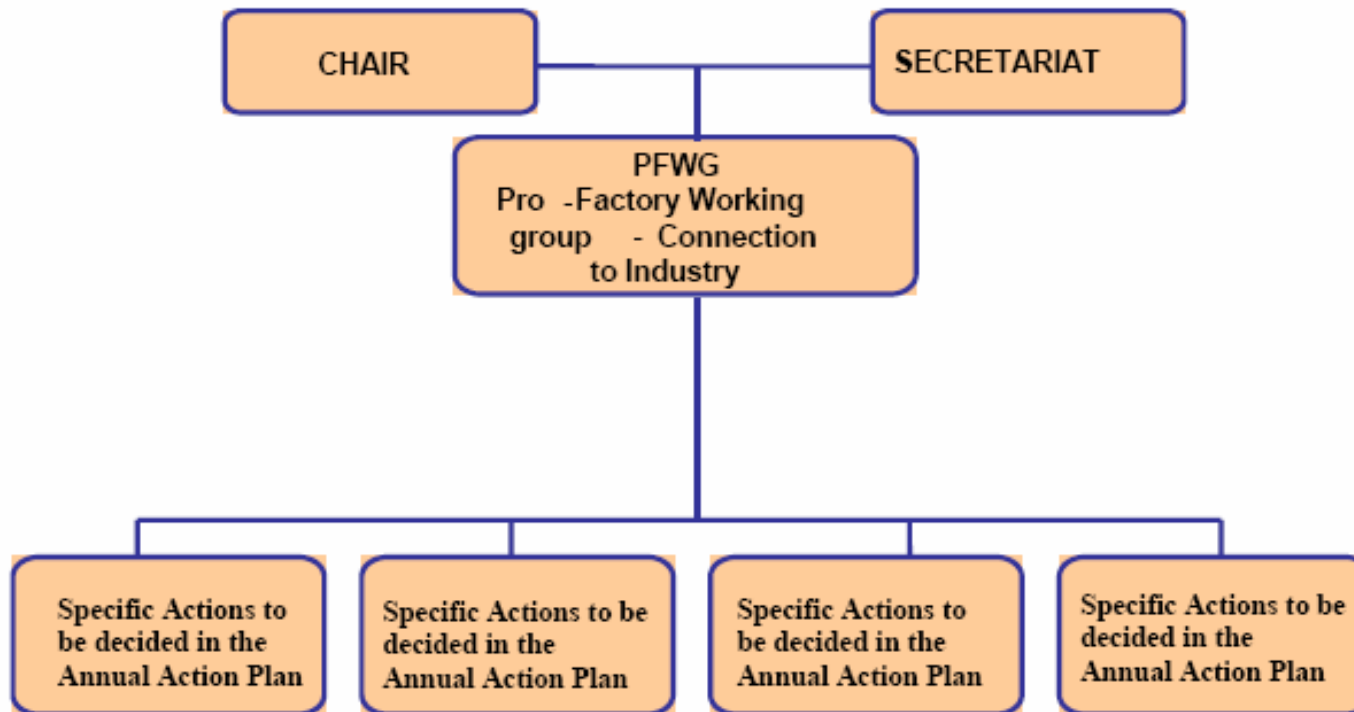 CHAIR
SECRETARIAT
PFWG
Pro -Factory Working
group - Connection
to Industry
Specific Actions to
be decided in the
Annual Action Plan
Specific Actions to be
decided in the
Annual Action Plan
Specific Actions to
be decided in the
Annual Action Plan
Specific Actions to be
decided in the
Annual Action Plan